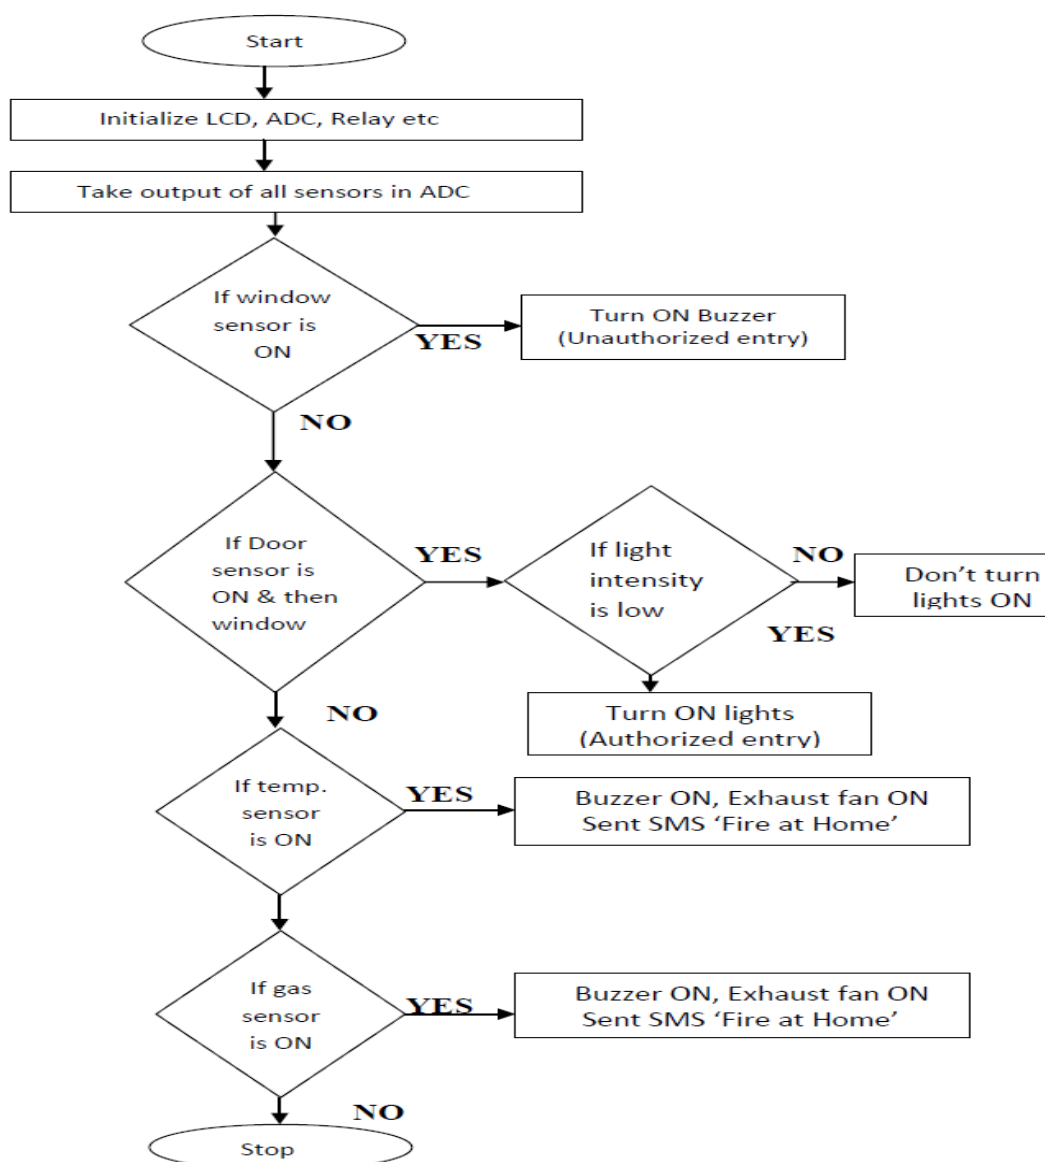 Start
Initialize LCD, ADC, Relay etc
Take output of all sensors in ADC
If window
sensor is
ON
YES
Turn ON Buzzer
(Unauthorized entry)
NO
If Door
sensor is
ON & then
window
YES
If light
intensity
is low
NO
Don't turn
lights ON
YES
Turn ON lights
(Authorized entry)
NO
If temp.
sensor
is ON
YES
Buzzer ON, Exhaust fan ON
Sent SMS 'Fire at Home'
If gas
sensor
is ON
YES
Buzzer ON, Exhaust fan ON
Sent SMS 'Fire at Home'
NO
Stop